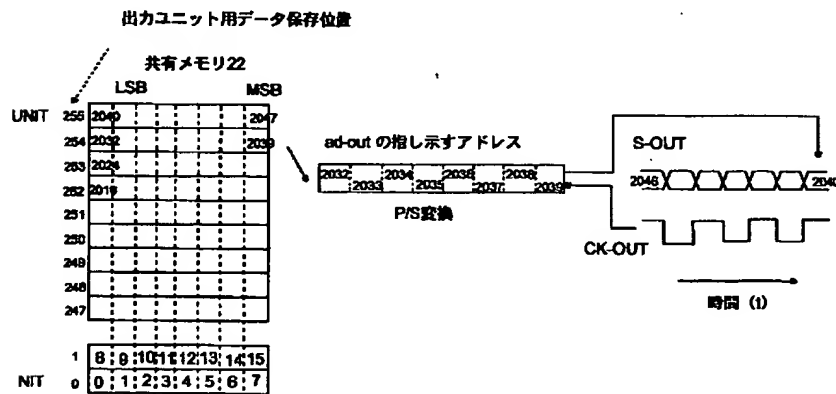 出力ユニット用データ保存位置
共有メモリ22
LSB MSB
UNIT 255 2040 2047
254 2032 2039
253 2024
252 2016
251
250
249
248
247
1 8 9 10 11 12 13 14 15
NIT 0 0 1 2 3 4 5 6 7
ad-out の指し示すアドレス
2032 2033 2034 2035 2036 2037 2038 2039
P/S変換
S-OUT
2046 2040
CK-OUT
時間 (t)